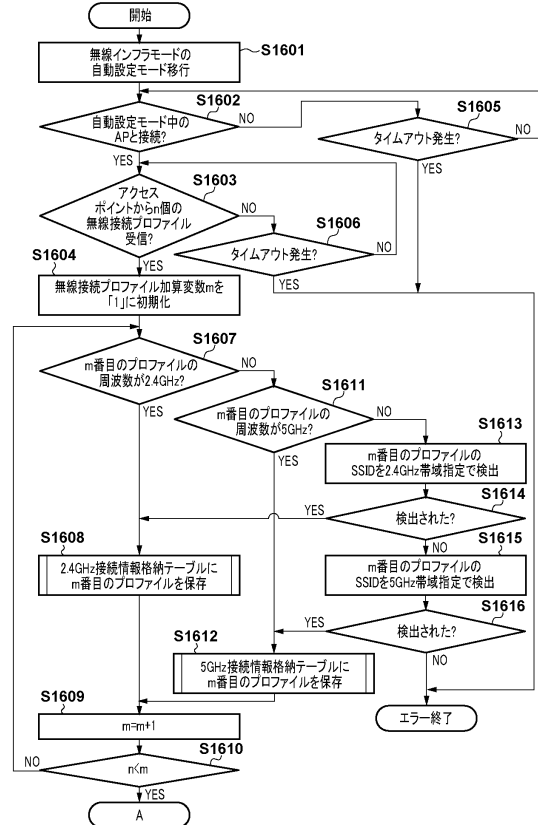 開始
S1601
無線インフラモードの
自動設定モード移行
S1602
自動設定モード中の
APと接続?
NO
YES
S1605
タイムアウト発生?
NO
YES
S1603
アクセス
ポイントからn個の
無線接続プロファイル
受信?
NO
YES
S1606
タイムアウト発生?
NO
YES
S1604
無線接続プロファイル加算変数mを
「1」に初期化
S1607
m番目のプロファイルの
周波数が2.4GHz?
NO
YES
S1611
m番目のプロファイルの
周波数が5GHz?
NO
YES
S1613
m番目のプロファイルの
SSIDを2.4GHz帯域指定で検出
S1614
検出された?
YES
NO
S1608
2.4GHz接続情報格納テーブルに
m番目のプロファイルを保存
S1615
m番目のプロファイルの
SSIDを5GHz帯域指定で検出
S1616
検出された?
YES
NO
S1612
5GHz接続情報格納テーブルに
m番目のプロファイルを保存
エラー終了
S1609
m=m+1
S1610
n<m
NO
YES
A